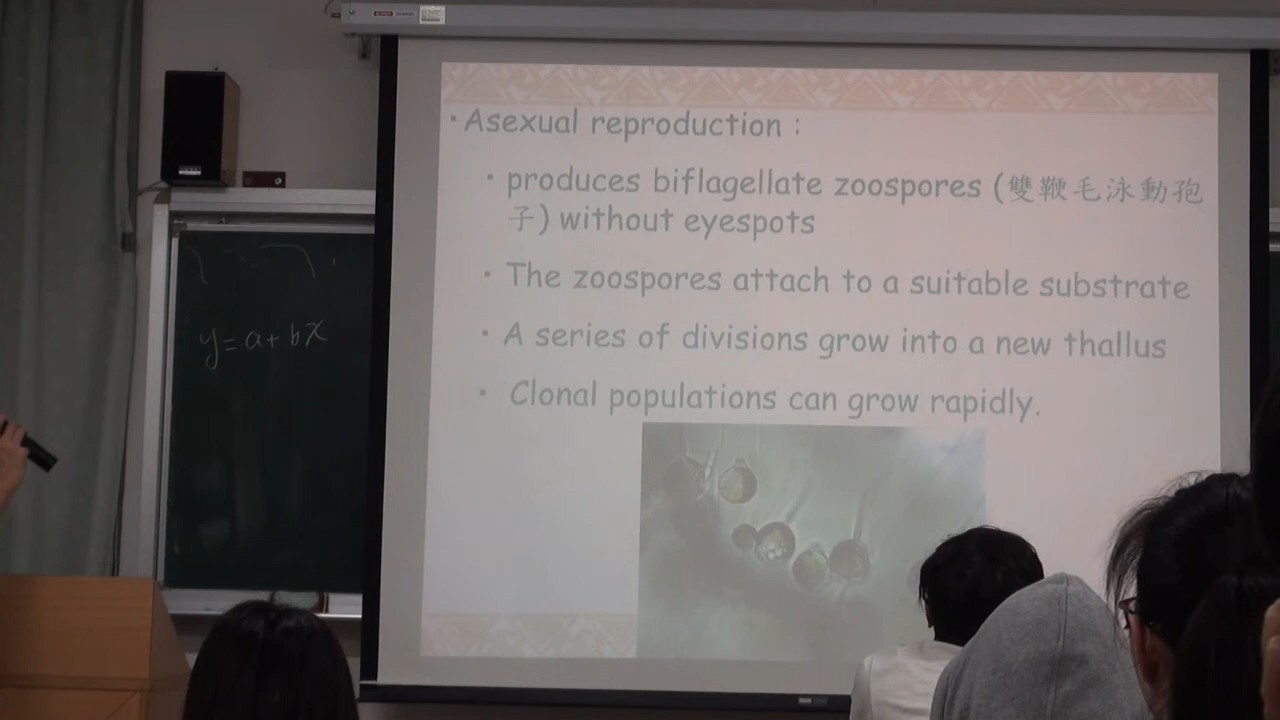 • Asexual reproduction :
• produces biflagellate zoospores (雙鞭毛泳動孢
子) without eyespots
• The zoospores attach to a suitable substrate
• A series of divisions grow into a new thallus
• Clonal populations can grow rapidly.
y = a + bx